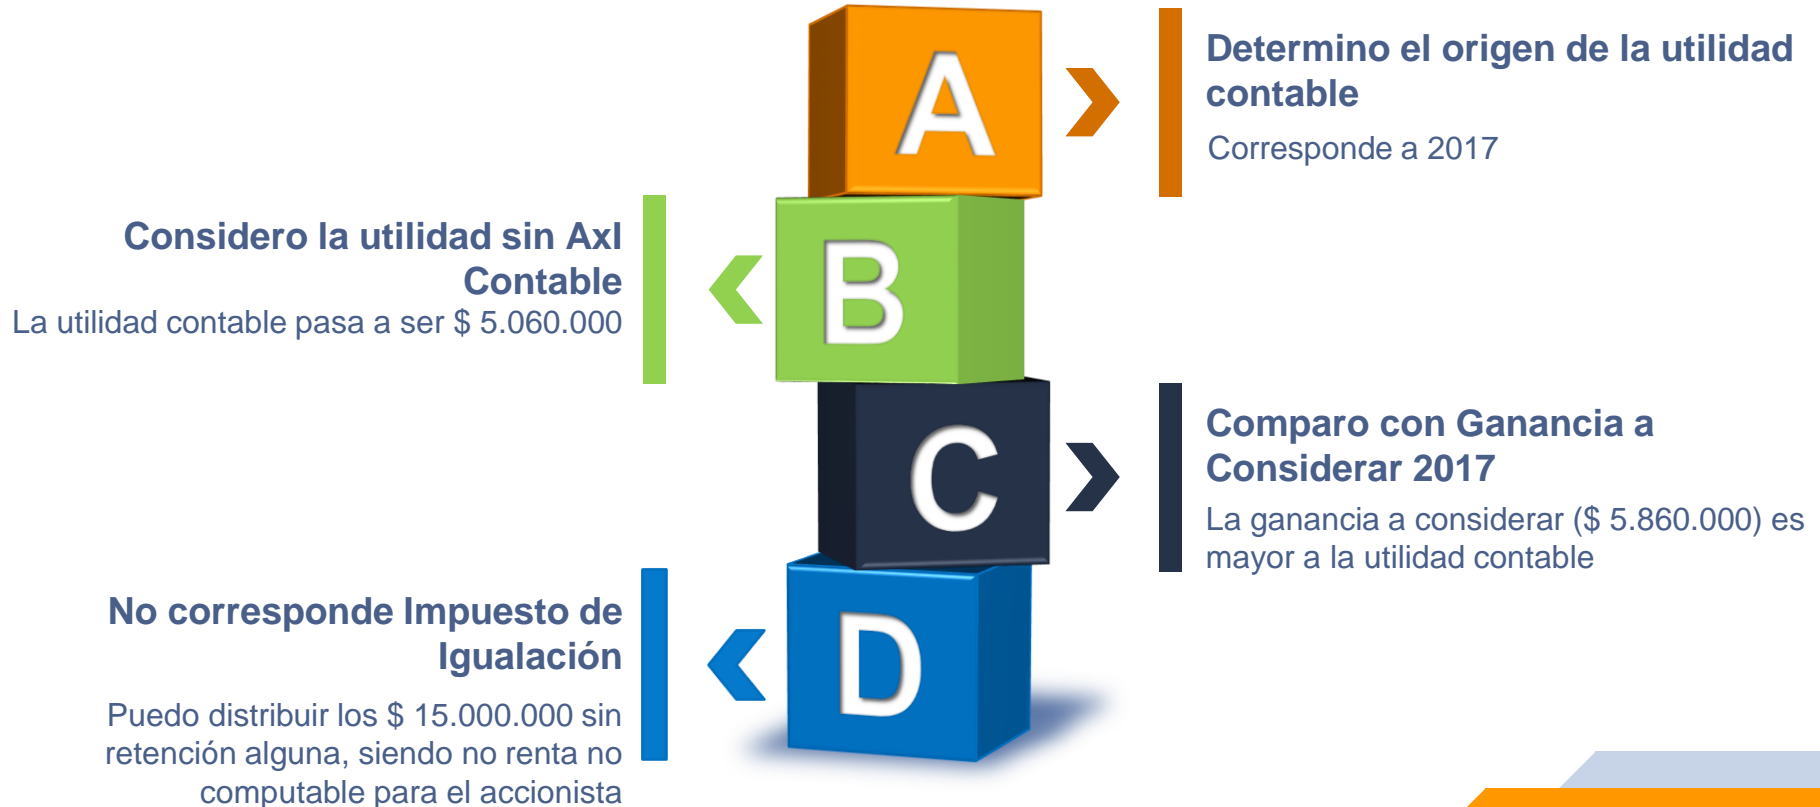 A
Determino el origen de la utilidad
contable
Corresponde a 2017
B
Considero la utilidad sin AxI
Contable
La utilidad contable pasa a ser $ 5.060.000
C
Comparo con Ganancia a
Considerar 2017
La ganancia a considerar ($ 5.860.000) es
mayor a la utilidad contable
D
No corresponde Impuesto de
Igualación
Puedo distribuir los $ 15.000.000 sin
retención alguna, siendo no renta no
computable para el accionista